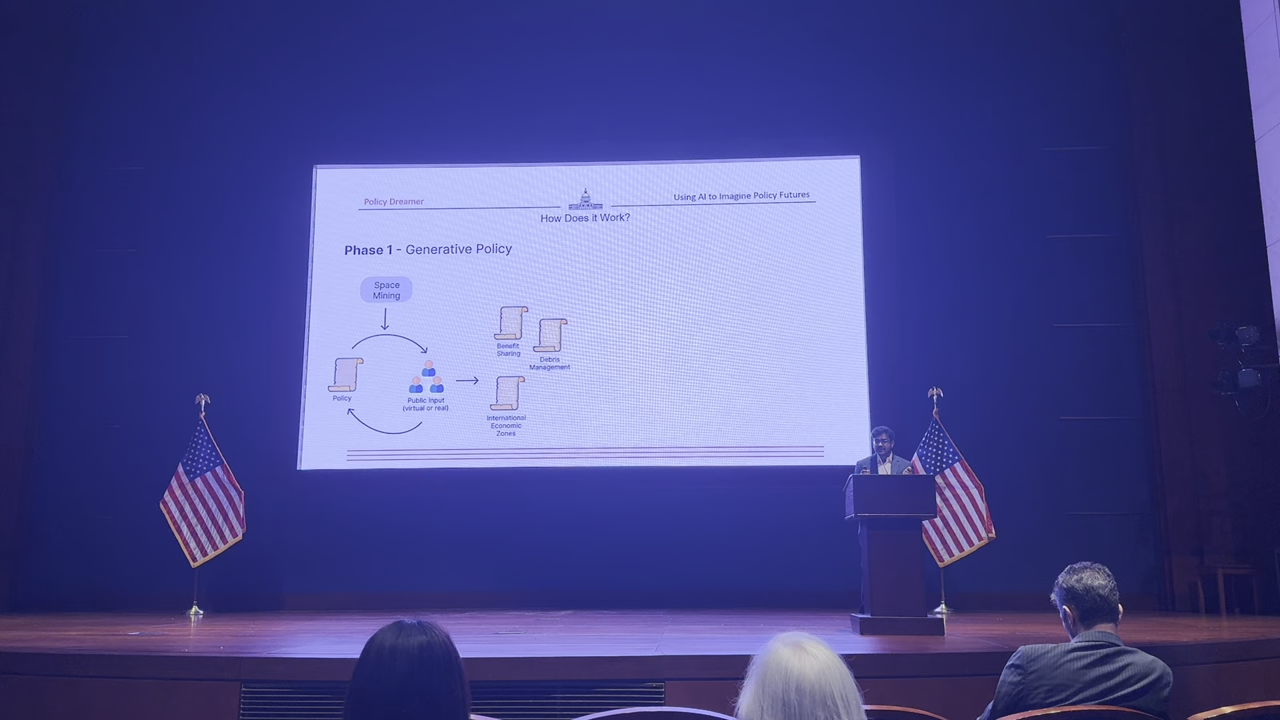 Policy Dreamer
Using AI to Imagine Policy Futures
How Does it Work?
Phase 1 - Generative Policy
Space
Mining
Policy
Public Input
(virtual or real)
Benefit
Sharing
Debris
Management
International
Economic
Zones